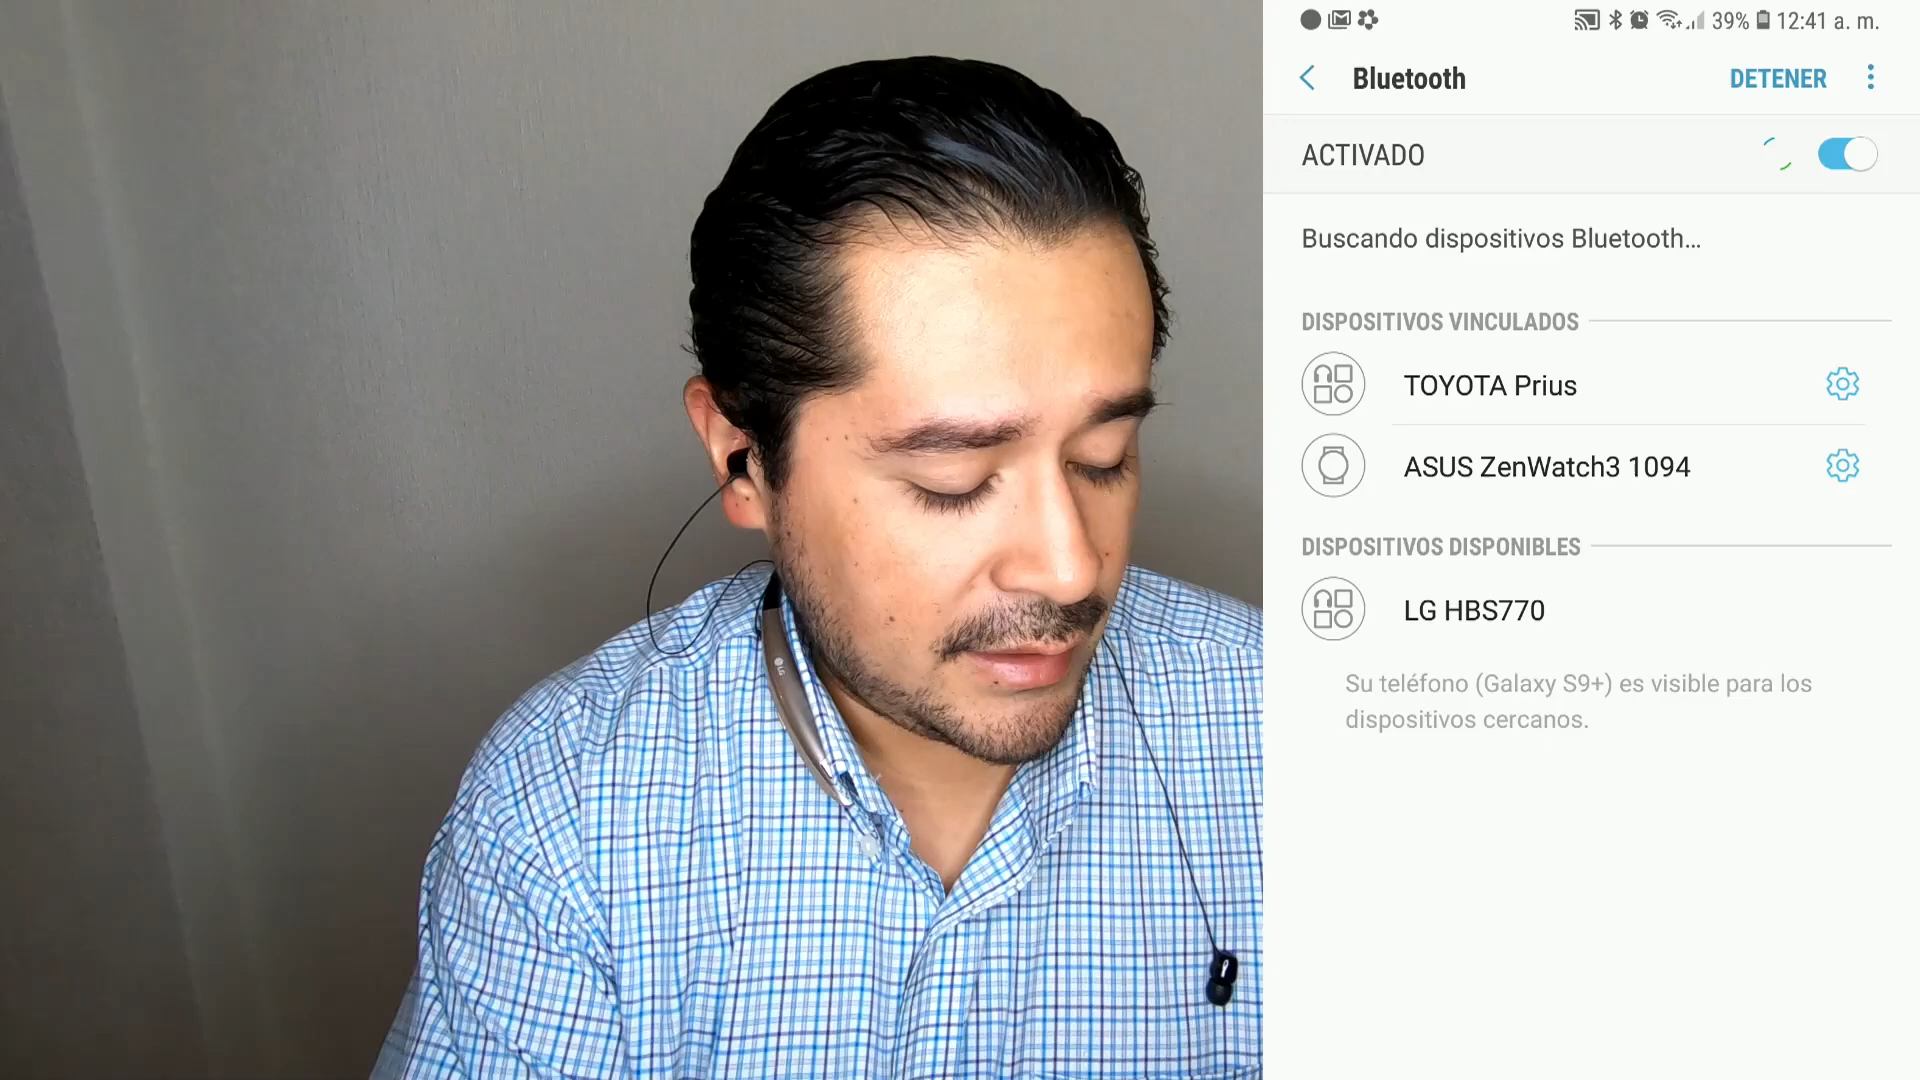 39% 12:41 a. m.
Bluetooth
DETENER
ACTIVADO
Buscando dispositivos Bluetooth...
DISPOSITIVOS VINCULADOS
TOYOTA Prius
ASUS ZenWatch3 1094
DISPOSITIVOS DISPONIBLES
LG HBS770
Su teléfono (Galaxy S9+) es visible para los
dispositivos cercanos.
LG